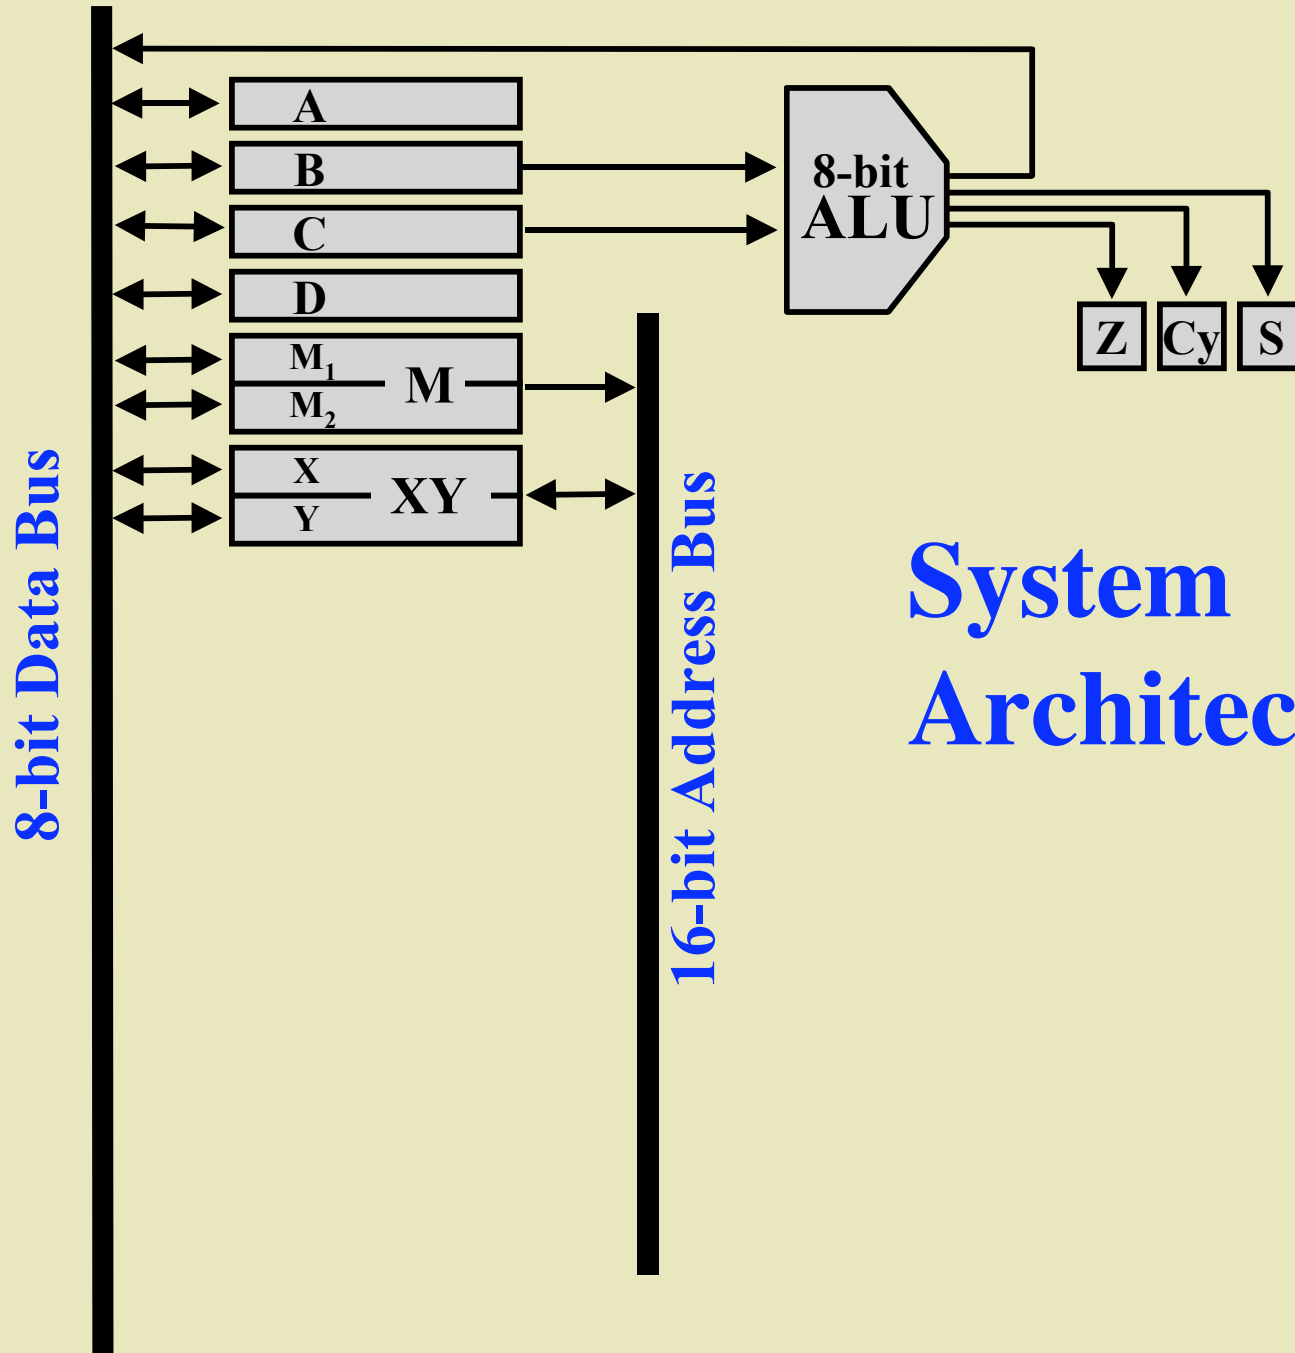 A
B
C
D
M₁
M
M₂
X
XY
Y
8-bit
ALU
Z
Cy
S
8-bit Data Bus
16-bit Address Bus
System
Architec